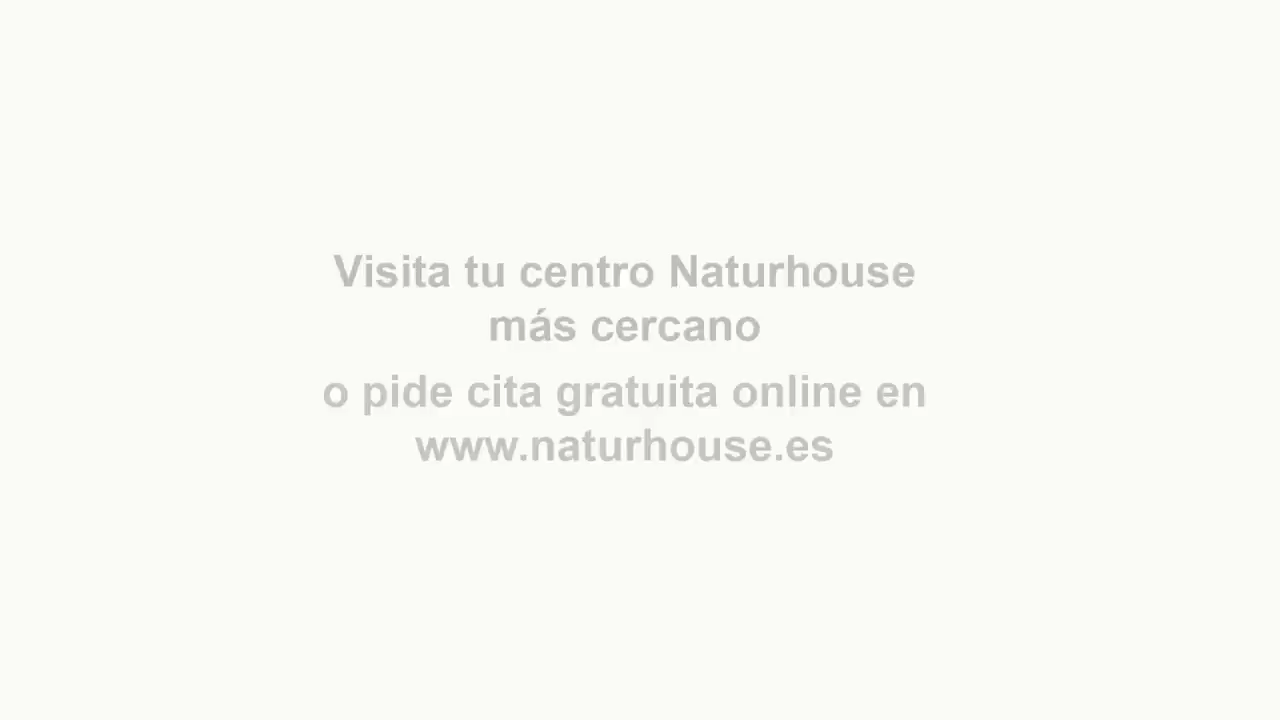 Visita tu centro Naturhouse
más cercano
o pide cita gratuita online en
www.naturhouse.es